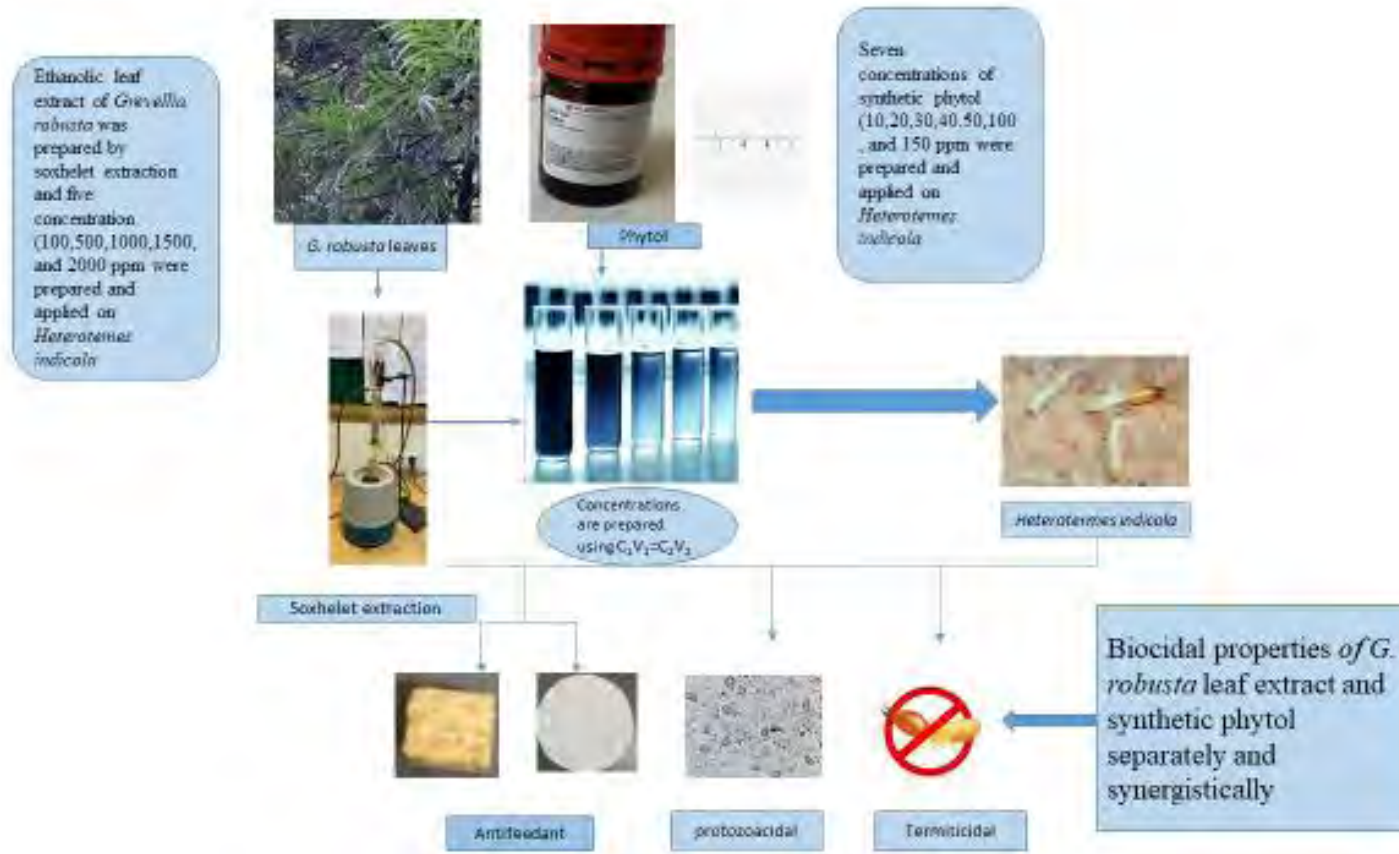 Ethanolic leaf
extract of Grevellia
robusta was
prepared by
soxhelet extraction
and five
concentration
(100,500,1000,1500,
and 2000 ppm were
prepared and
applied on
Heterotemes
indicola
G. robusta leaves
Phytol
Seven
concentrations of
synthetic phytol
(10,20,30,40.50,100
, and 150 ppm were
prepared and
applied on
Heterotemes
indicola
Concentrations
are prepared
using C₁V₁=C₂V₂
Heterotermes indicola
Soxhelet extraction
Biocidal properties of G.
robusta leaf extract and
synthetic phytol
separately and
synergistically
Antifeedant
protozoacidal
Termiticidal